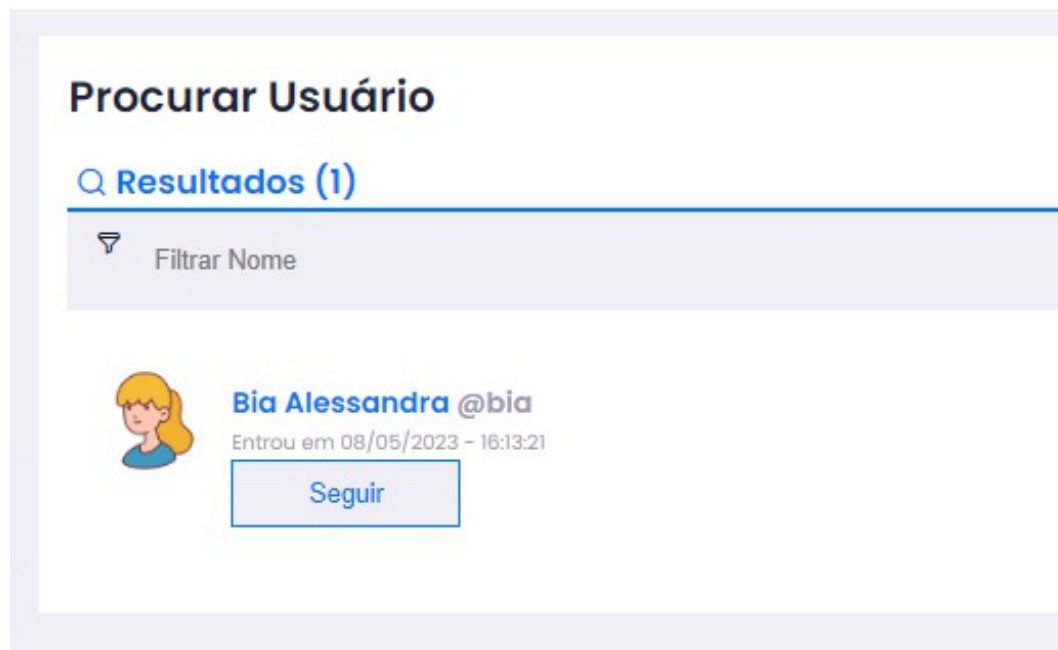 Procurar Usuário
Resultados (1)
Filtrar Nome
Bia Alessandra @bia
Entrou em 08/05/2023 - 16:13:21
Seguir